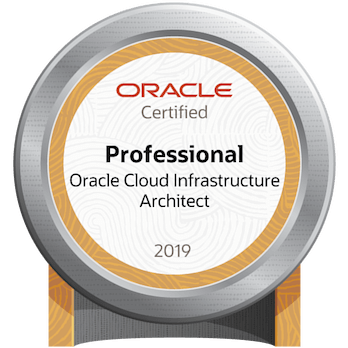 ORACLE
Certified
Professional
Oracle Cloud Infrastructure
Architect
2019